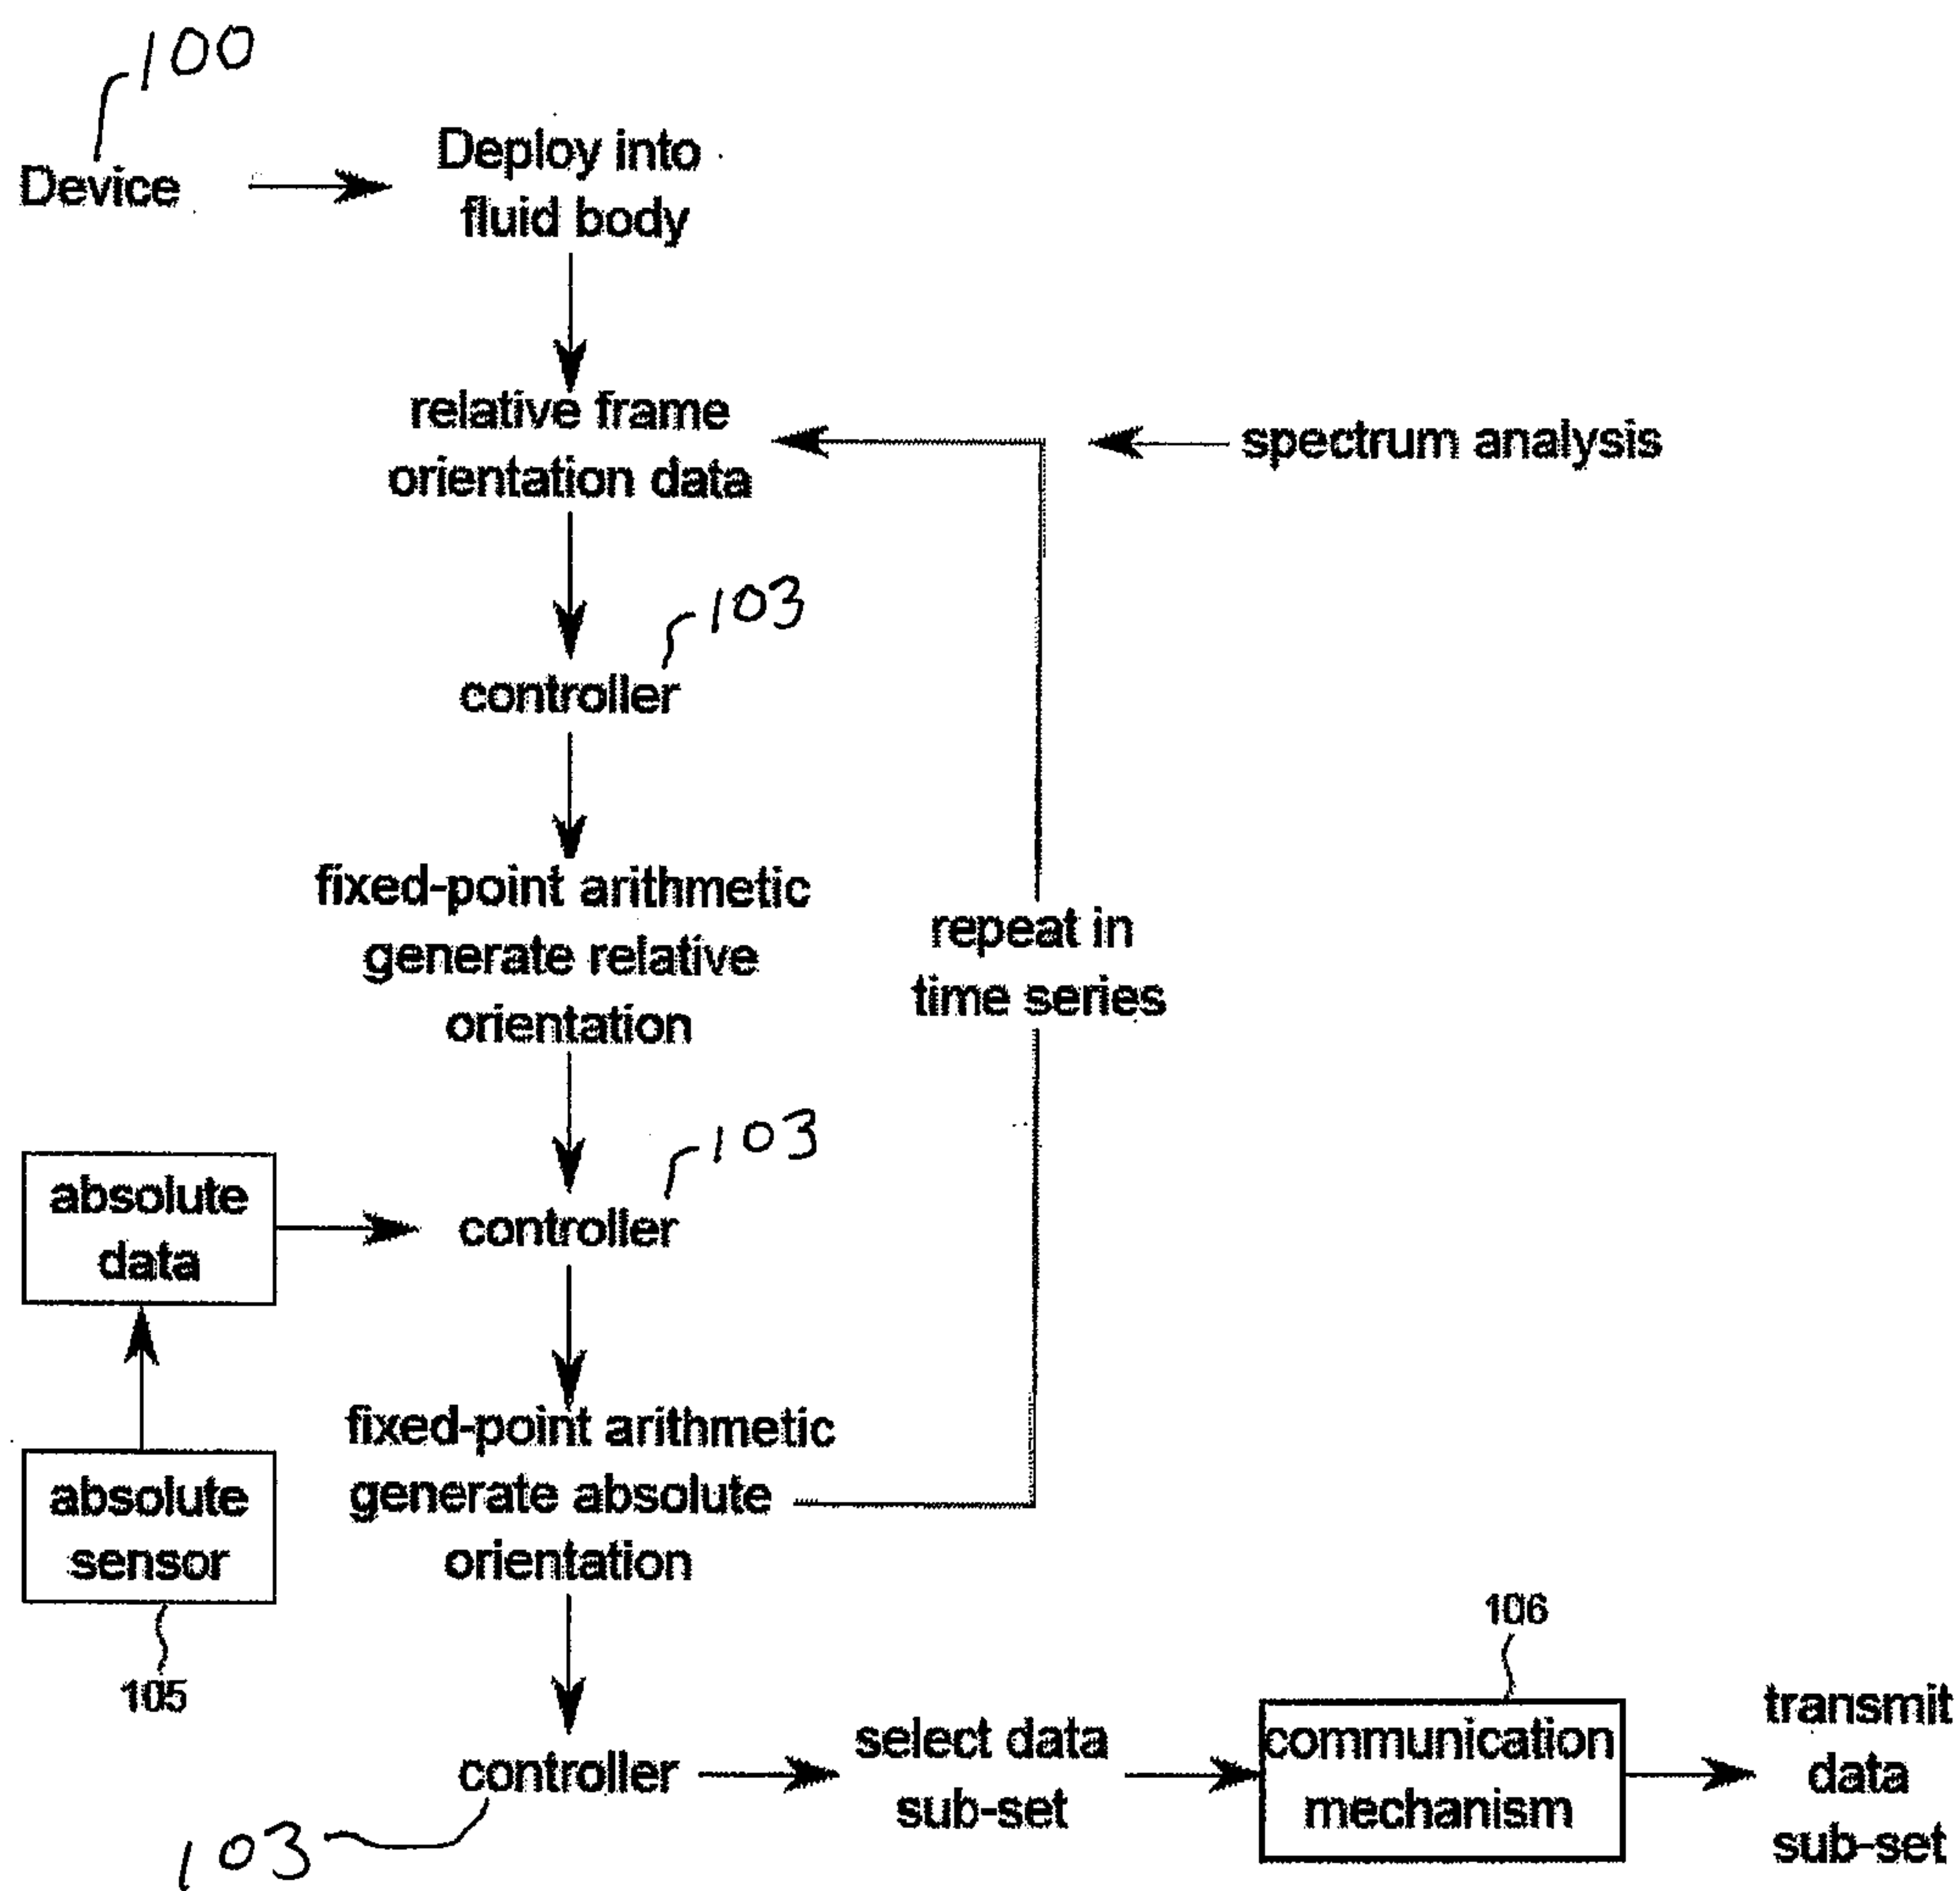 100
Device
Deploy into
fluid body
relative frame
orientation data
spectrum analysis
103
controller
fixed-point arithmetic
generate relative
orientation
repeat in
time series
103
absolute
data
controller
absolute
sensor
105
fixed-point arithmetic
generate absolute
orientation
controller
103
select data
sub-set
106
communication
mechanism
transmit
data
sub-set